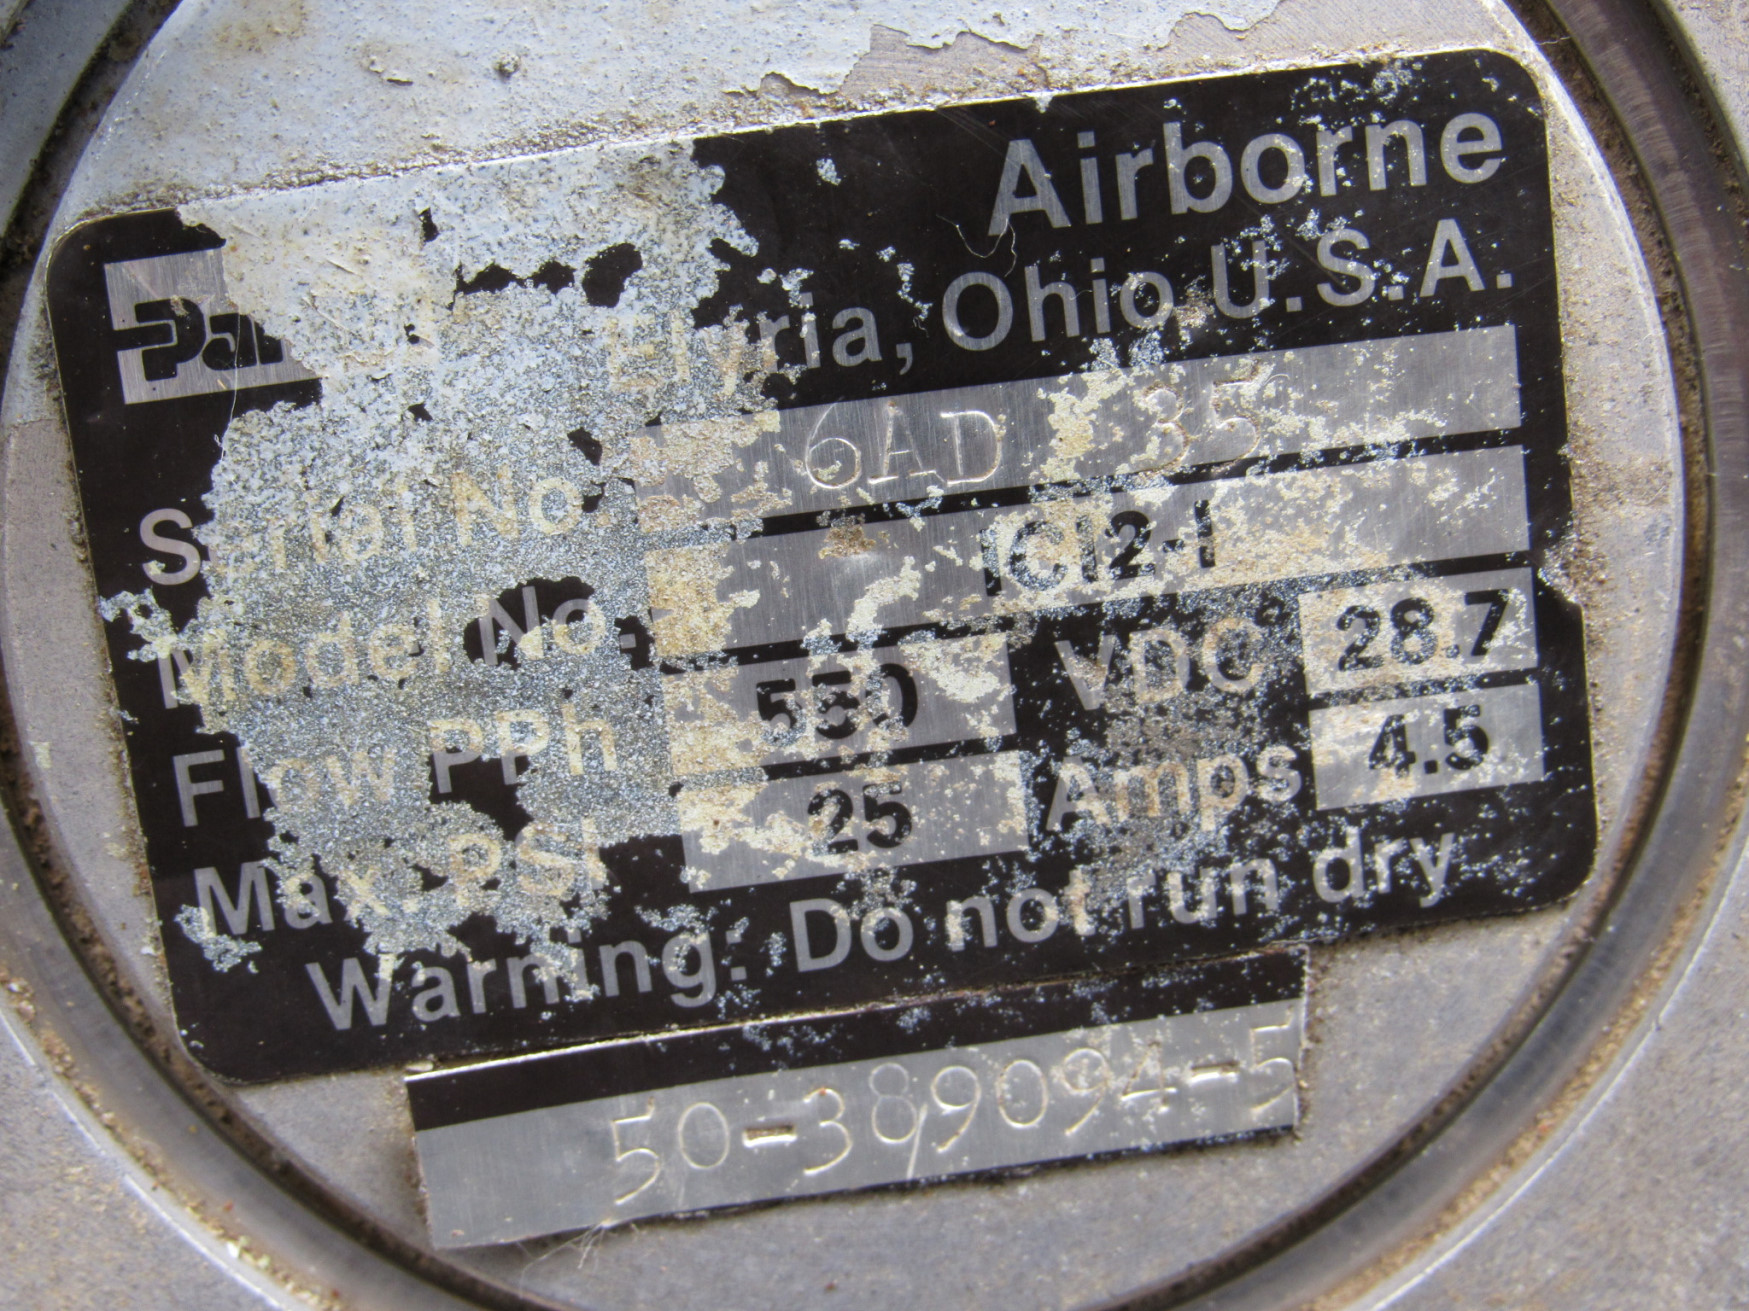 Airborne
Elyria, Ohio U.S.A.
Serial No. 6AD 35
Model No. 1C12-1
Flow PPh 550 VDC 28.7
Max. PSI 25 Amps 4.5
Warning: Do not run dry
50-389094-5